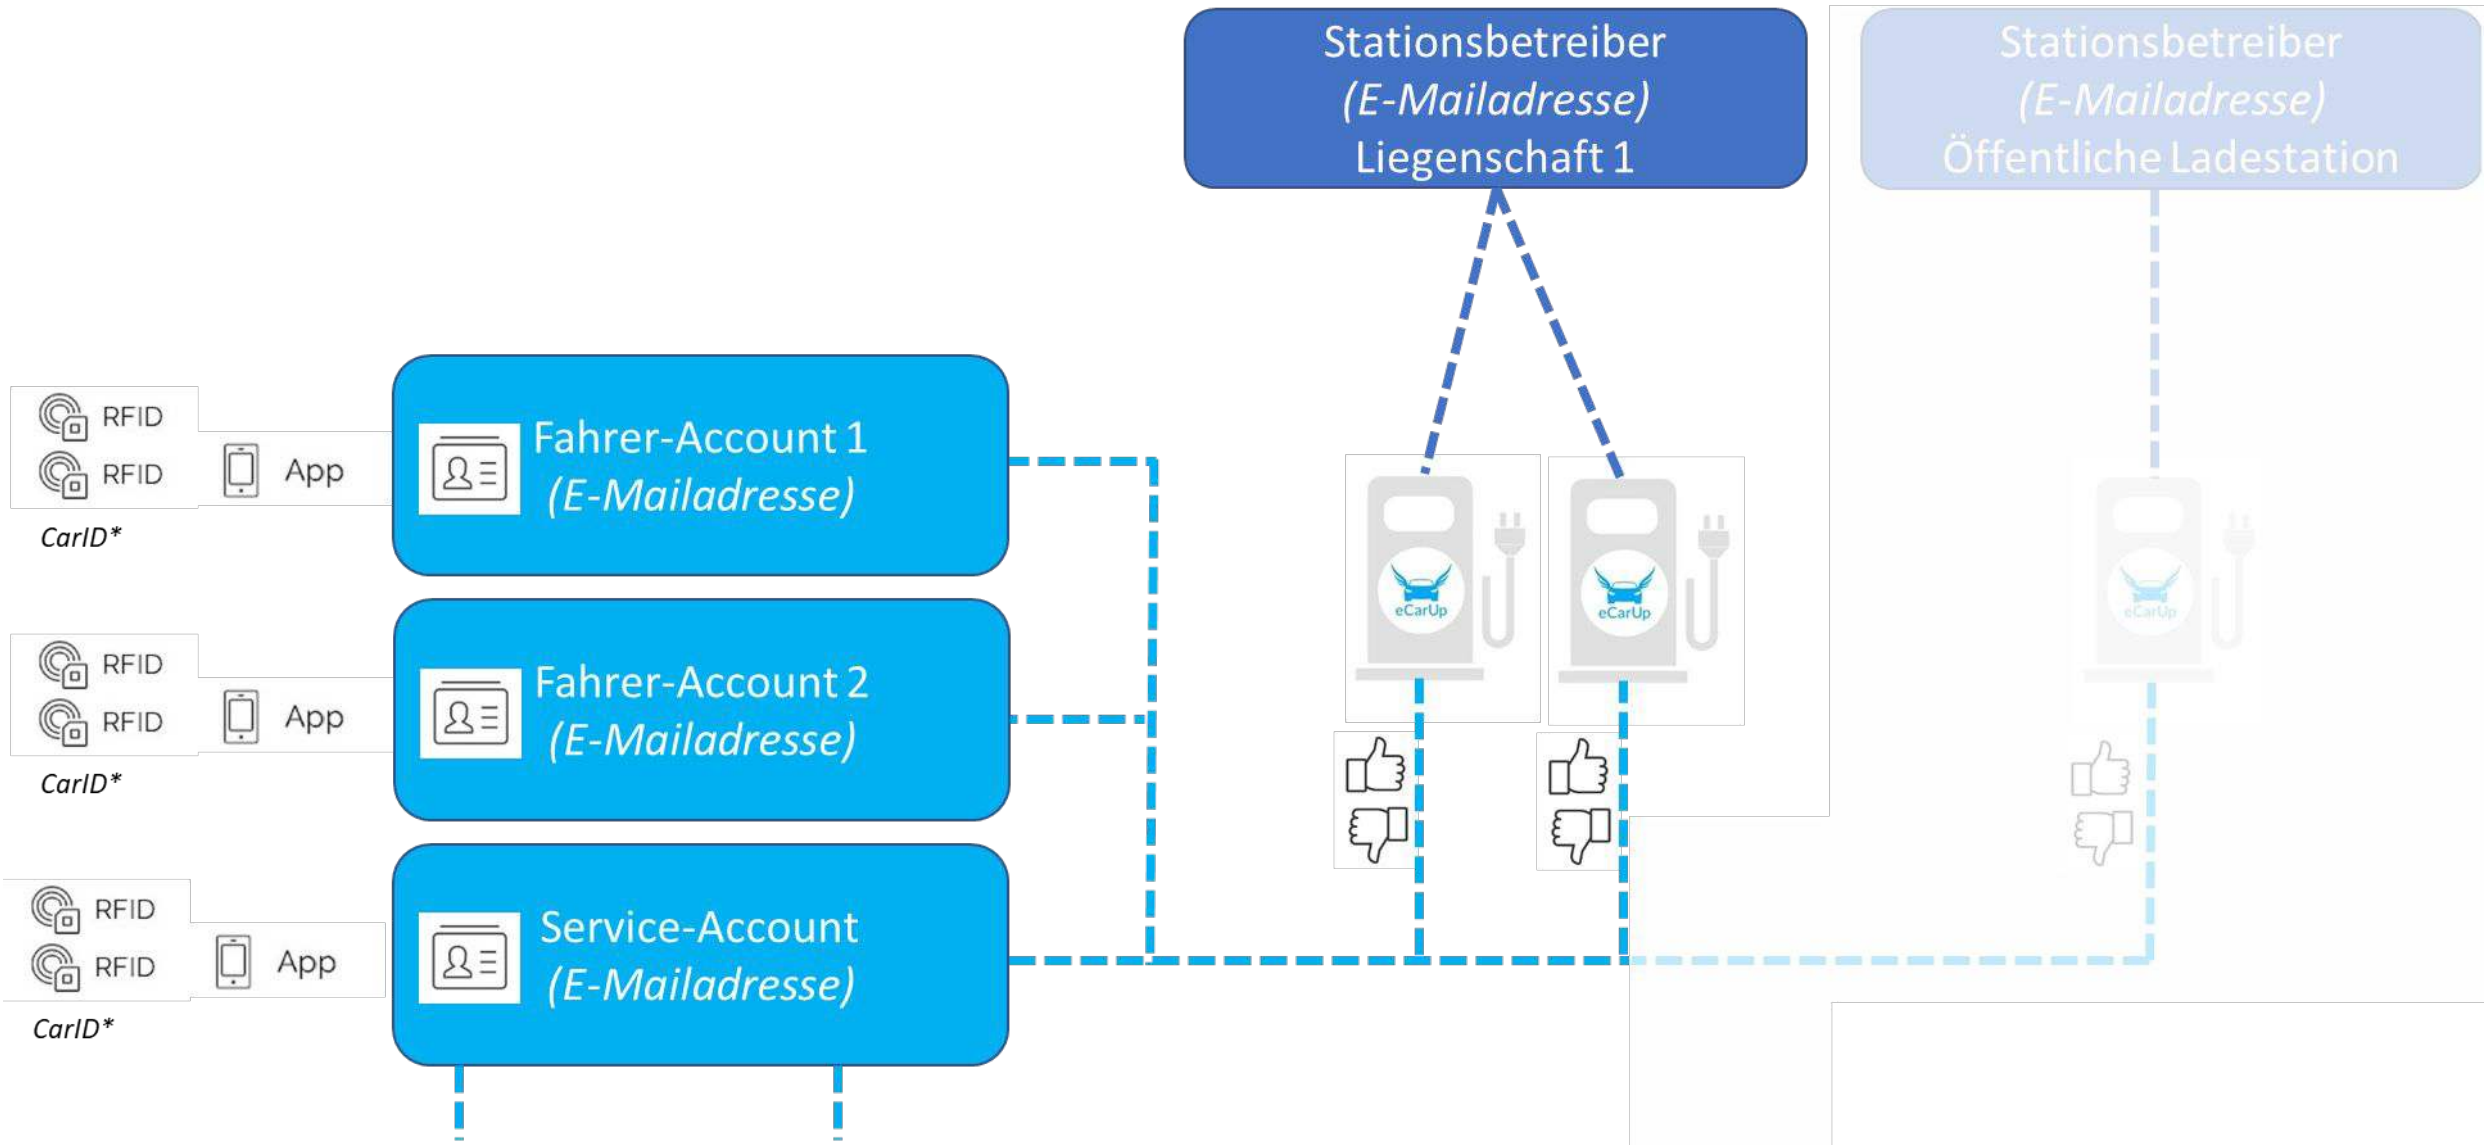 Stationsbetreiber
(E-Mailadresse)
Liegenschaft 1
Stationsbetreiber
(E-Mailadresse)
Öffentliche Ladestation
RFID
RFID
App
CarID*
Fahrer-Account 1
(E-Mailadresse)
eCarUp
eCarUp
eCarUp
RFID
RFID
App
CarID*
Fahrer-Account 2
(E-Mailadresse)
RFID
RFID
App
CarID*
Service-Account
(E-Mailadresse)